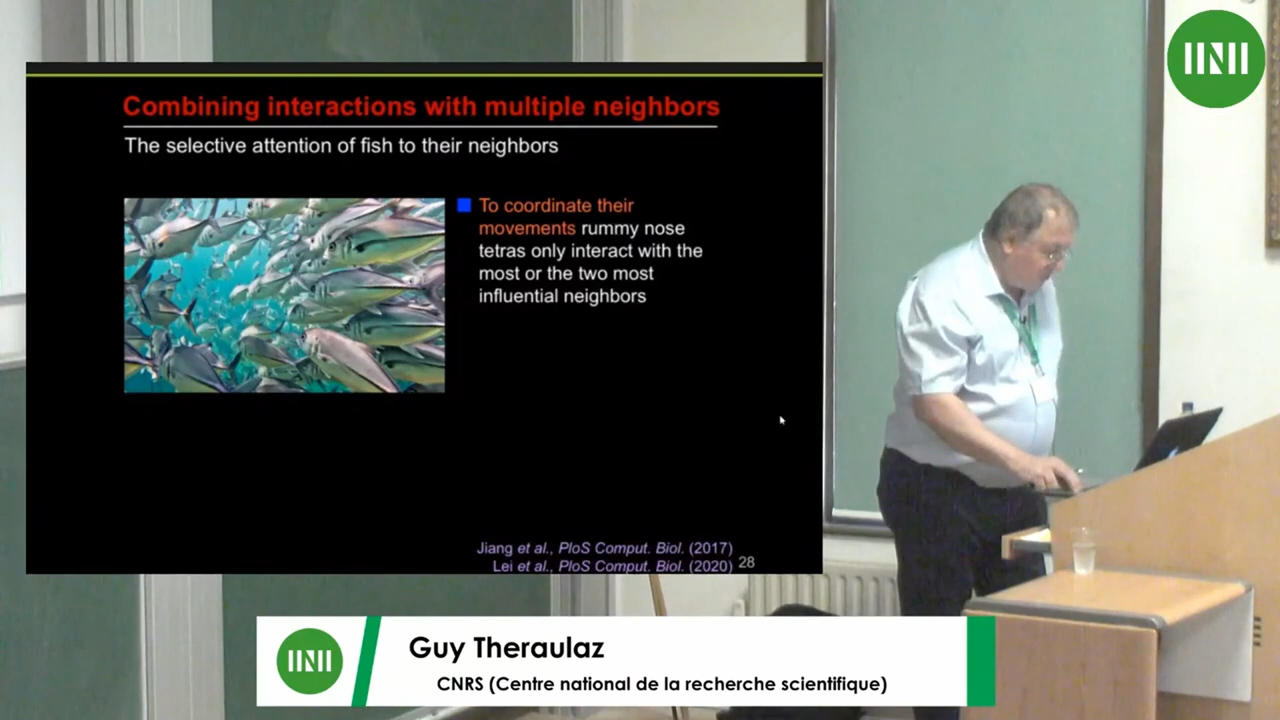 IINII
Combining interactions with multiple neighbors
The selective attention of fish to their neighbors
To coordinate their
movements rummy nose
tetras only interact with the
most or the two most
influential neighbors
Jiang et al., PloS Comput. Biol. (2017)
Lei et al., PloS Comput. Biol. (2020)
28
IINII
Guy Theraulaz
CNRS (Centre national de la recherche scientifique)